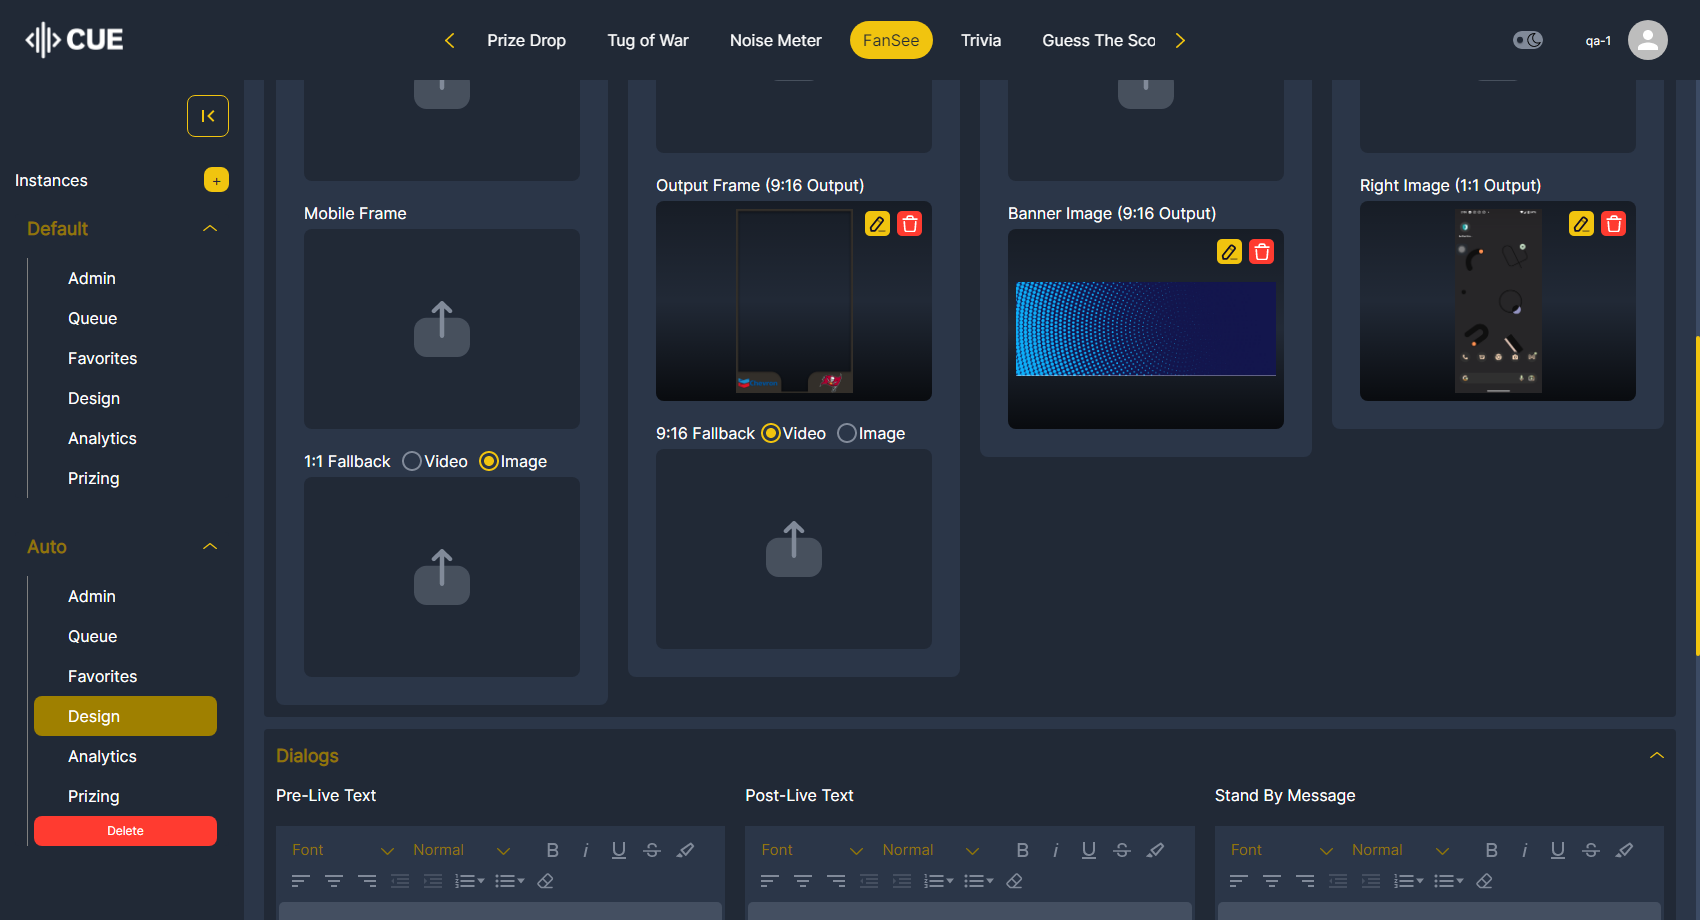 CUE
Prize Drop
Tug of War
Noise Meter
FanSee
Trivia
Guess The Sco
qa-1
Instances
+
Default
Admin
Queue
Favorites
Design
Analytics
Prizing
Auto
Admin
Queue
Favorites
Design
Analytics
Prizing
Delete
Mobile Frame
1:1 Fallback Video Image
Output Frame (9:16 Output)
9:16 Fallback Video Image
Banner Image (9:16 Output)
Right Image (1:1 Output)
Dialogs
Pre-Live Text
Font Normal B i U S
Post-Live Text
Font Normal B i U S
Stand By Message
Font Normal B i U S